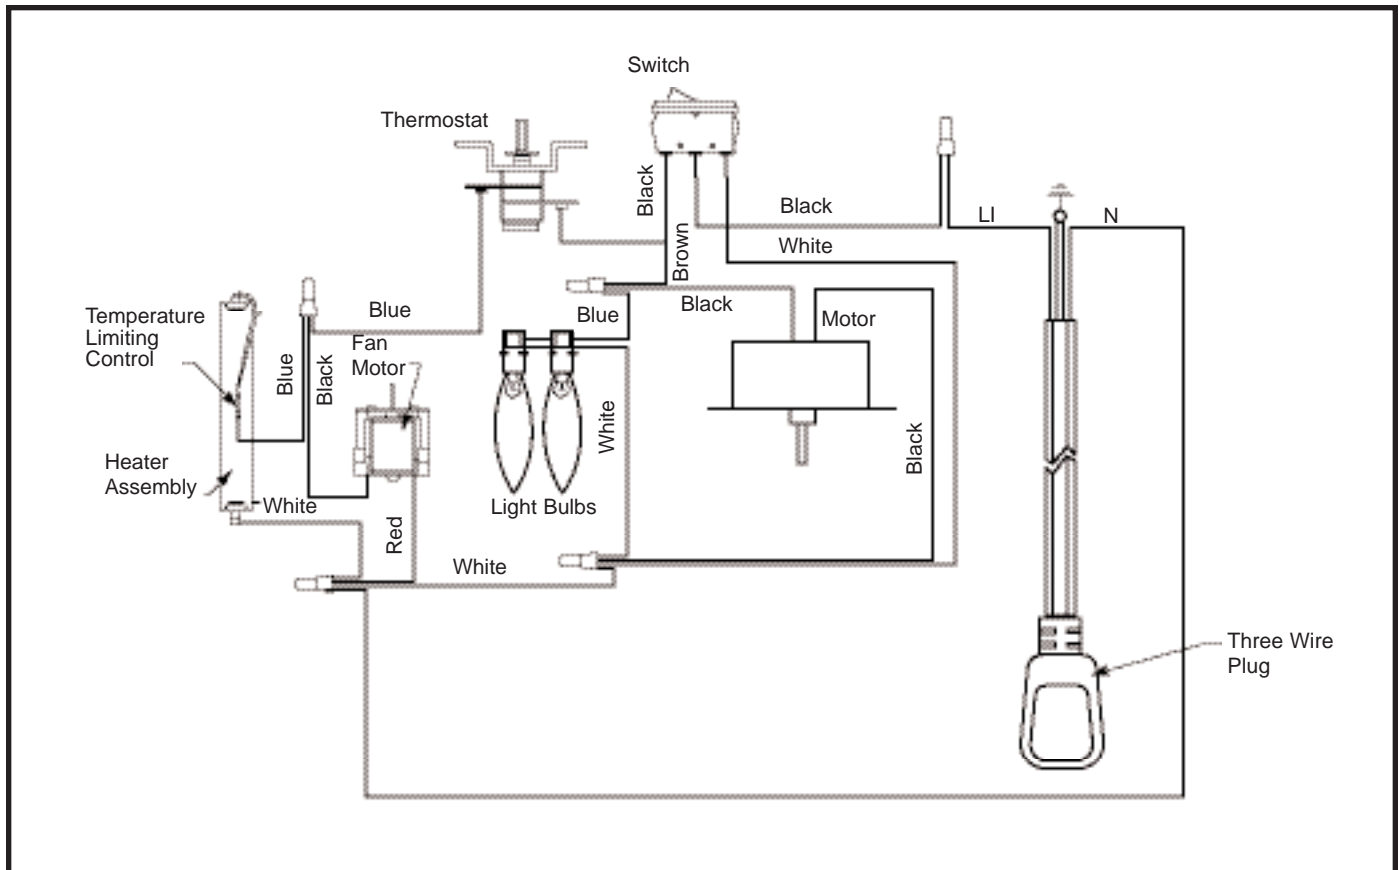 Switch
Thermostat
Black
Black
LI
N
Brown
White
Temperature
Limiting
Control
Blue
Black
Blue
Motor
Fan
Motor
Blue
Black
White
Black
Heater
Assembly
White
Light Bulbs
Red
White
Three Wire
Plug